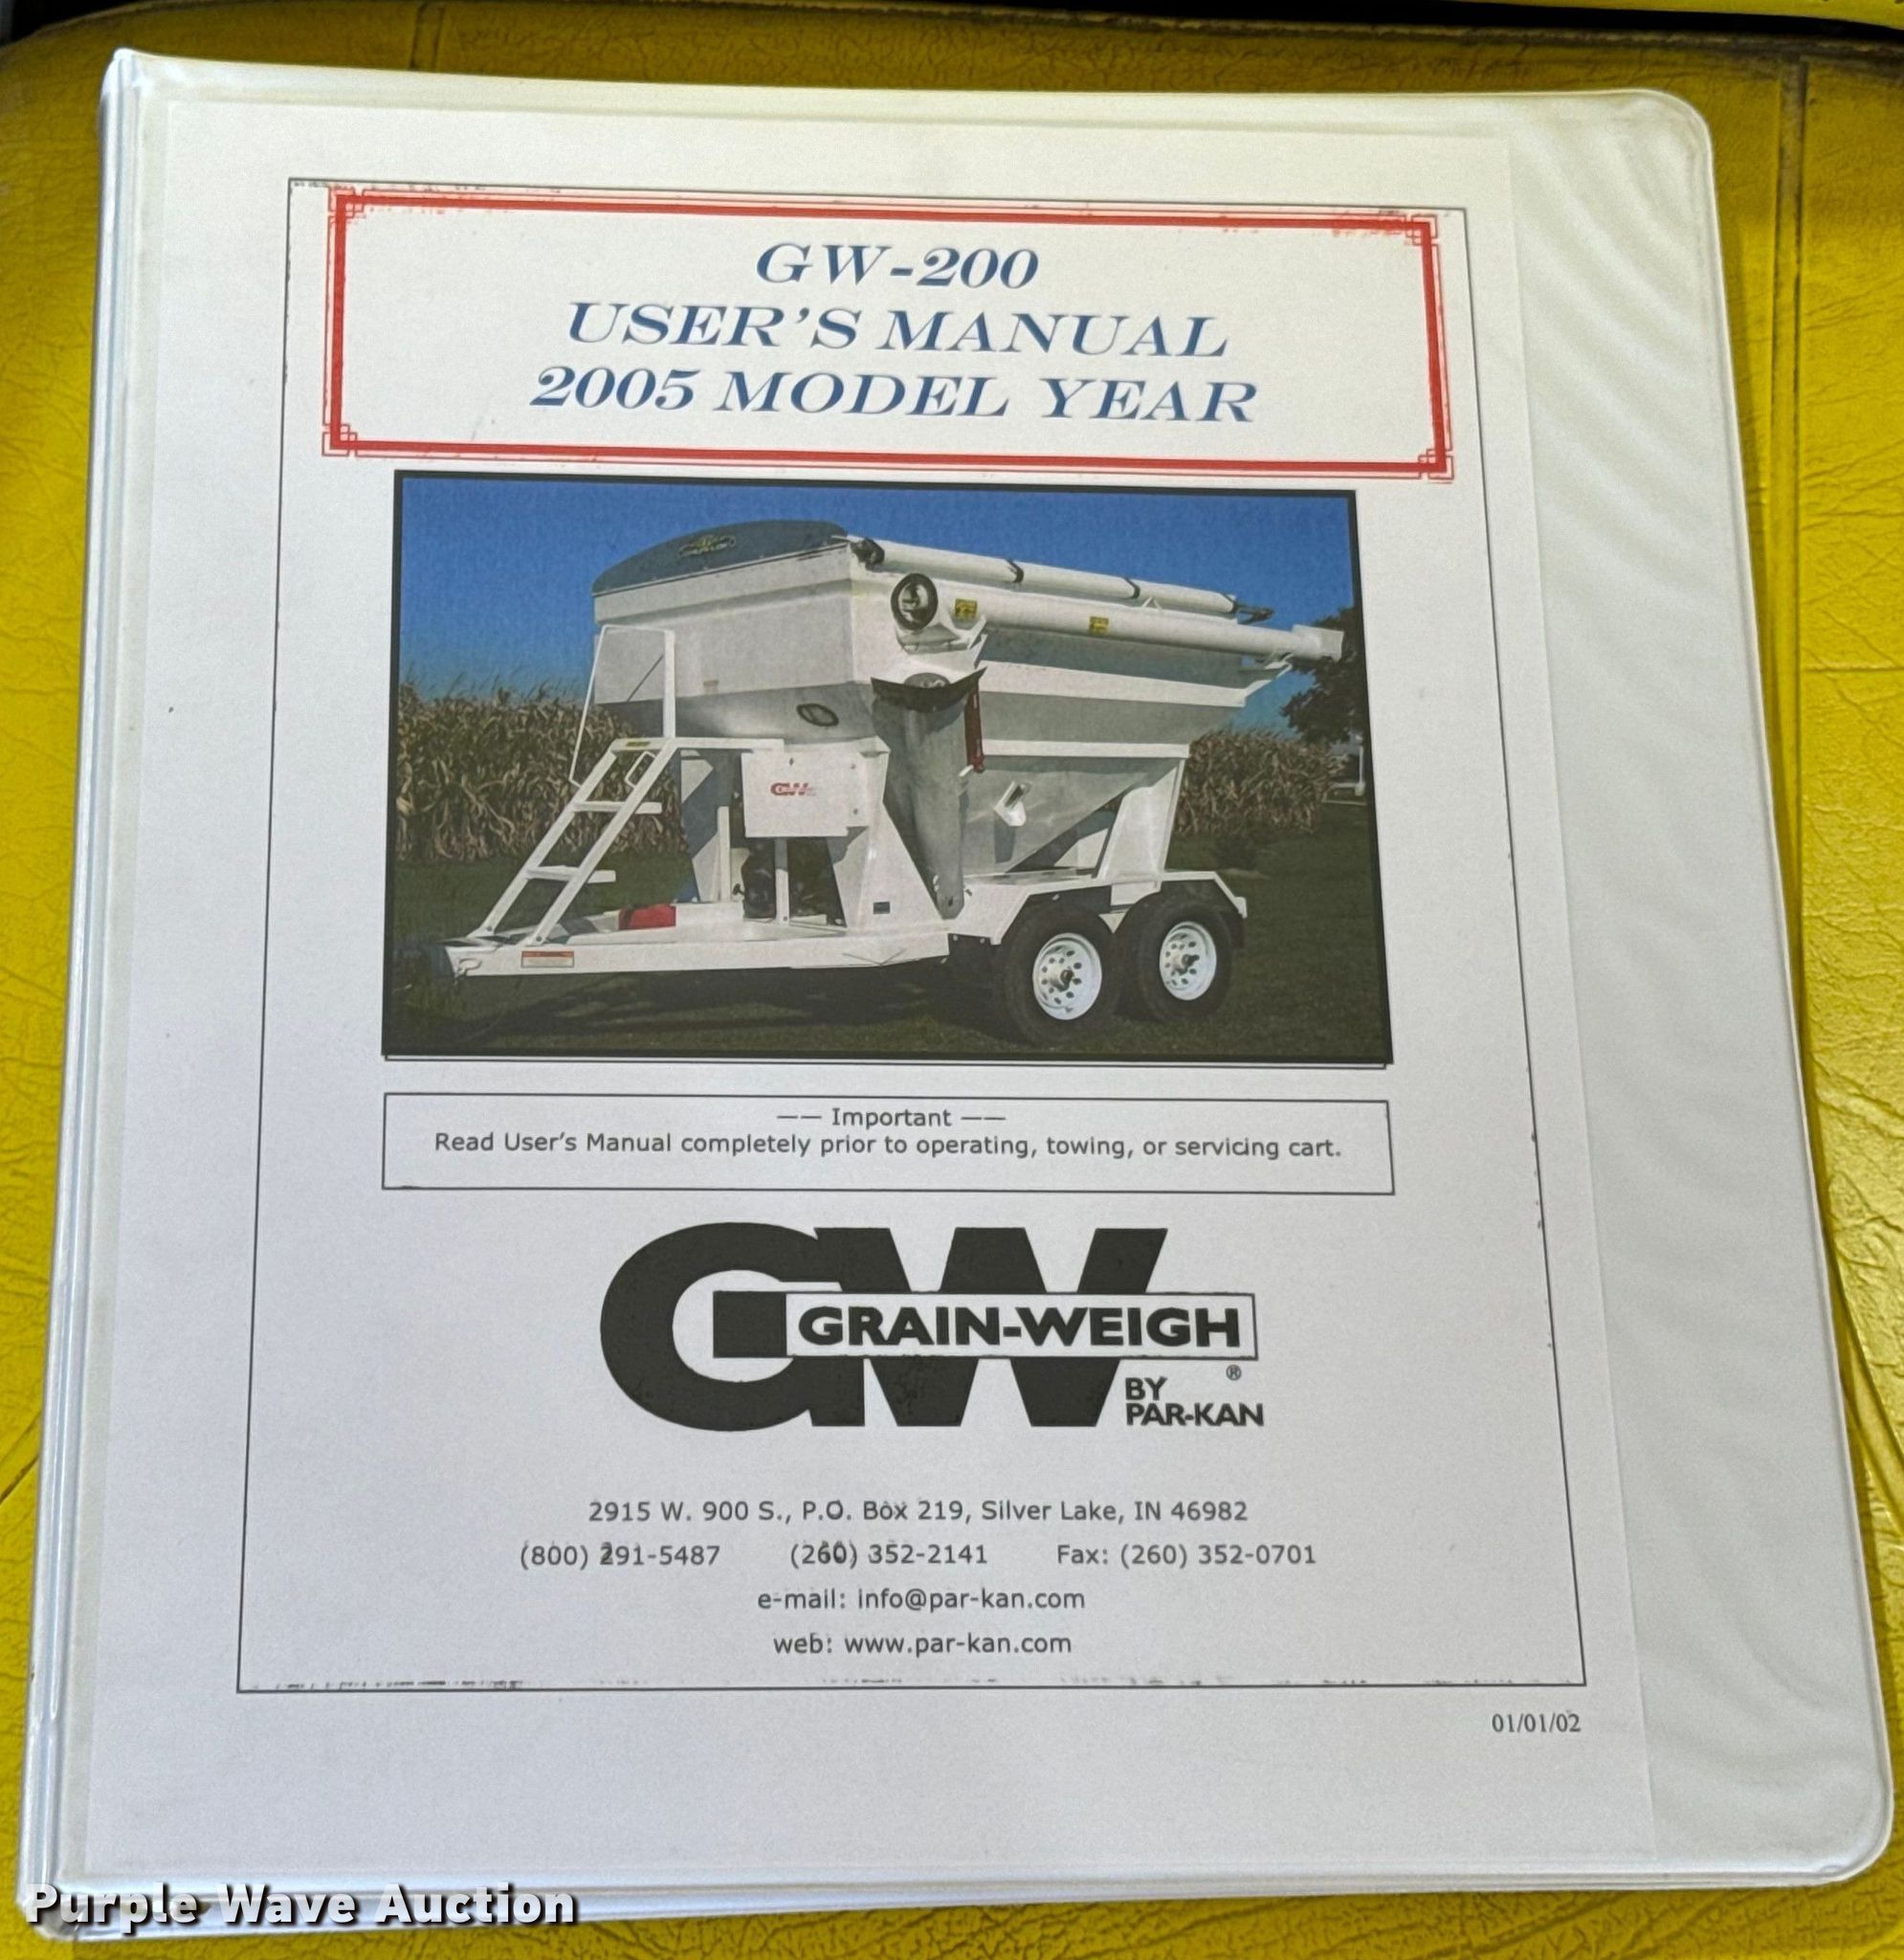 GW-200
USER'S MANUAL
2005 MODEL YEAR
GW
—— Important ——
Read User's Manual completely prior to operating, towing, or servicing cart.
GW
GRAIN-WEIGH
®
BY
PAR-KAN
2915 W. 900 S., P.O. Box 219, Silver Lake, IN 46982
(800) 291-5487 (260) 352-2141 Fax: (260) 352-0701
e-mail: info@par-kan.com
web: www.par-kan.com
01/01/02
Purple Wave Auction